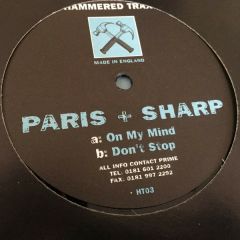 HAMMERED TRAX
MADE IN ENGLAND
PARIS + SHARP
a: On My Mind
b: Don't Stop
ALL INFO CONTACT PRIME
TEL: 0181 601 2200
FAX: 0181 997 2292
HT03